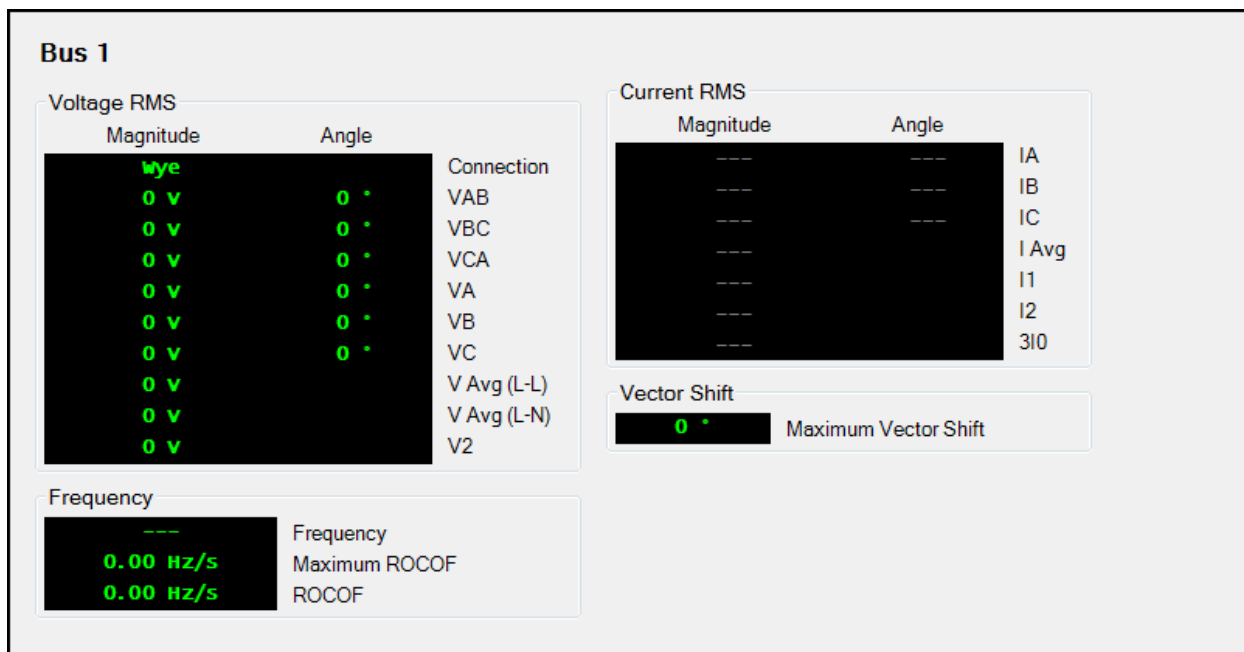 Bus 1
Voltage RMS
Magnitude Angle
Wye Connection
0 V 0 ° VAB
0 V 0 ° VBC
0 V 0 ° VCA
0 V 0 ° VA
0 V 0 ° VB
0 V 0 ° VC
0 V V Avg (L-L)
0 V V Avg (L-N)
0 V V2
Frequency
--- Frequency
0.00 Hz/s Maximum ROCOF
0.00 Hz/s ROCOF
Current RMS
Magnitude Angle
--- --- IA
--- --- IB
--- --- IC
--- I Avg
--- I1
--- I2
--- 3I0
Vector Shift
0 ° Maximum Vector Shift